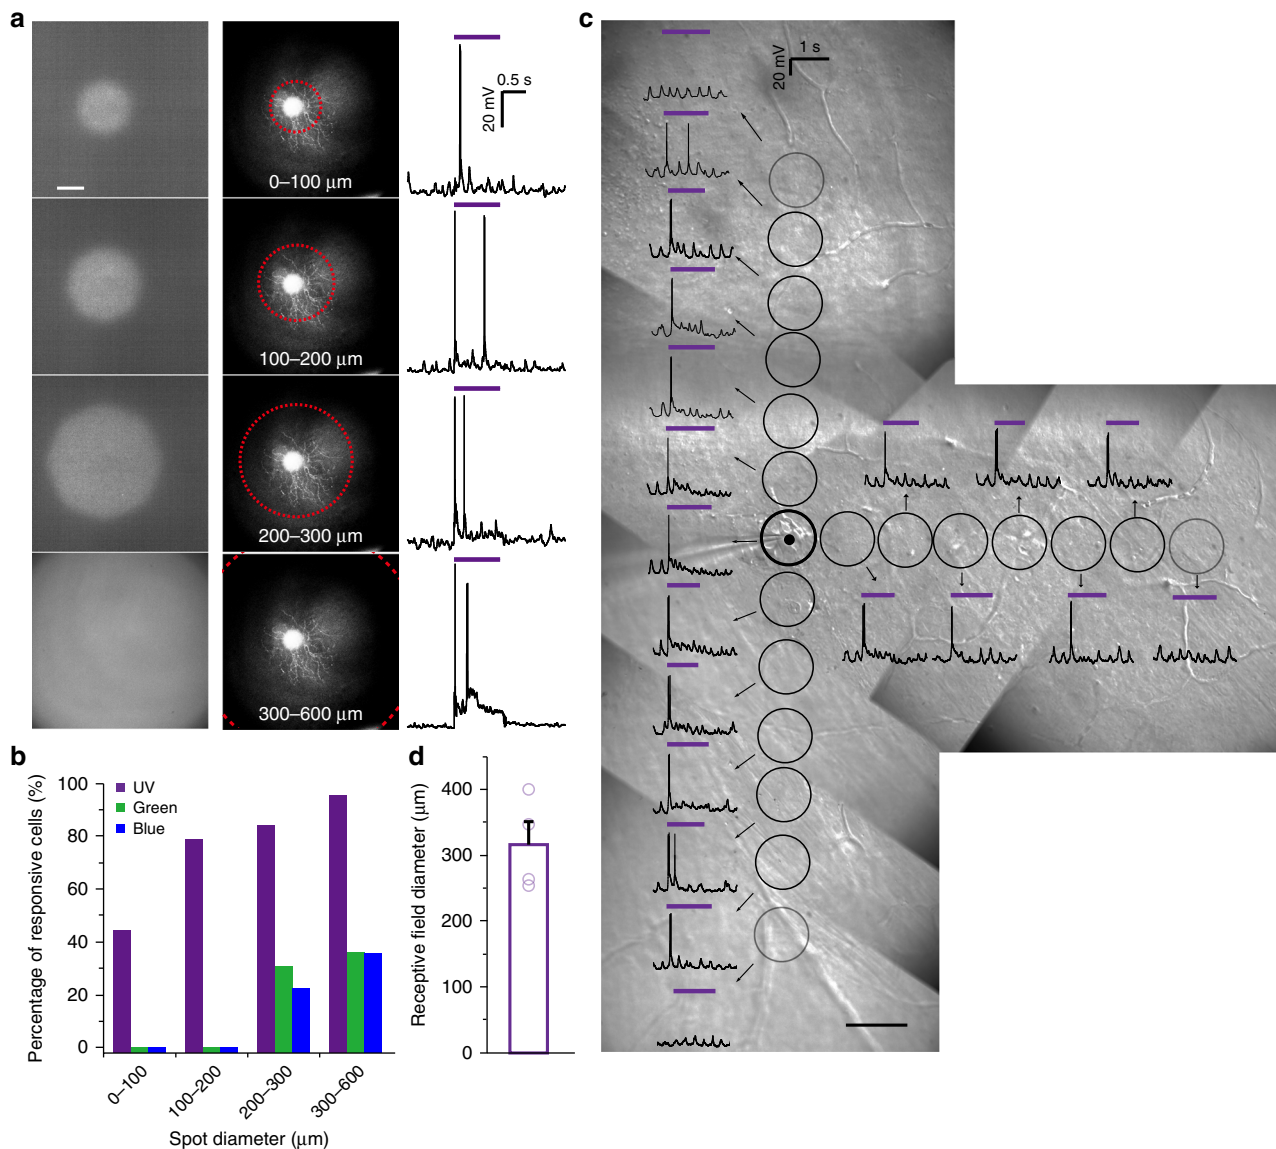 a
0–100 µm
100–200 µm
200–300 µm
300–600 µm
0.5 s
20 mV
b
Percentage of responsive cells (%)
100
80
60
40
20
0
UV
Green
Blue
0–100
100–200
200–300
300–600
Spot diameter (µm)
d
Receptive field diameter (µm)
400
300
200
100
0
c
1 s
20 mV